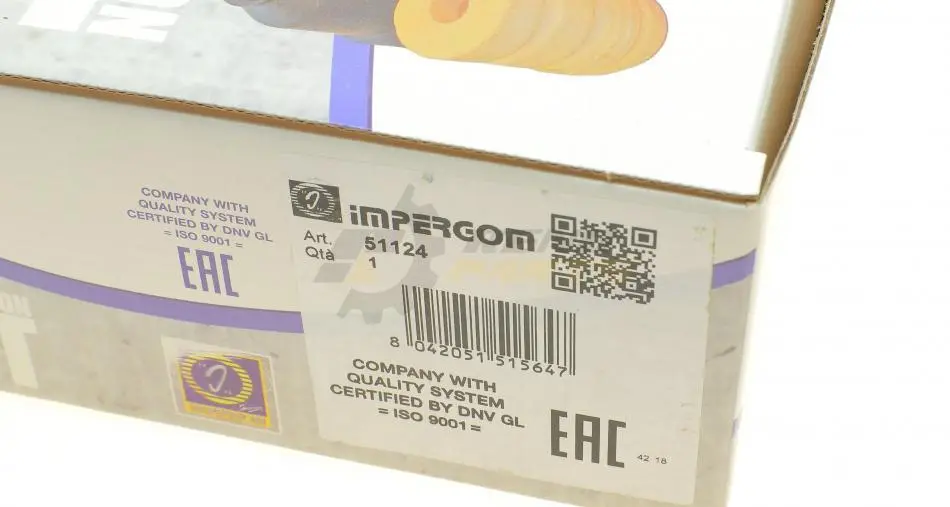 COMPANY WITH
QUALITY SYSTEM
CERTIFIED BY DNV GL
= ISO 9001 =
EAC
iMPERGOM
Art. 51124
Qtà 1
8 042051 515647
COMPANY WITH
QUALITY SYSTEM
CERTIFIED BY DNV GL
= ISO 9001 =
EAC
42 18